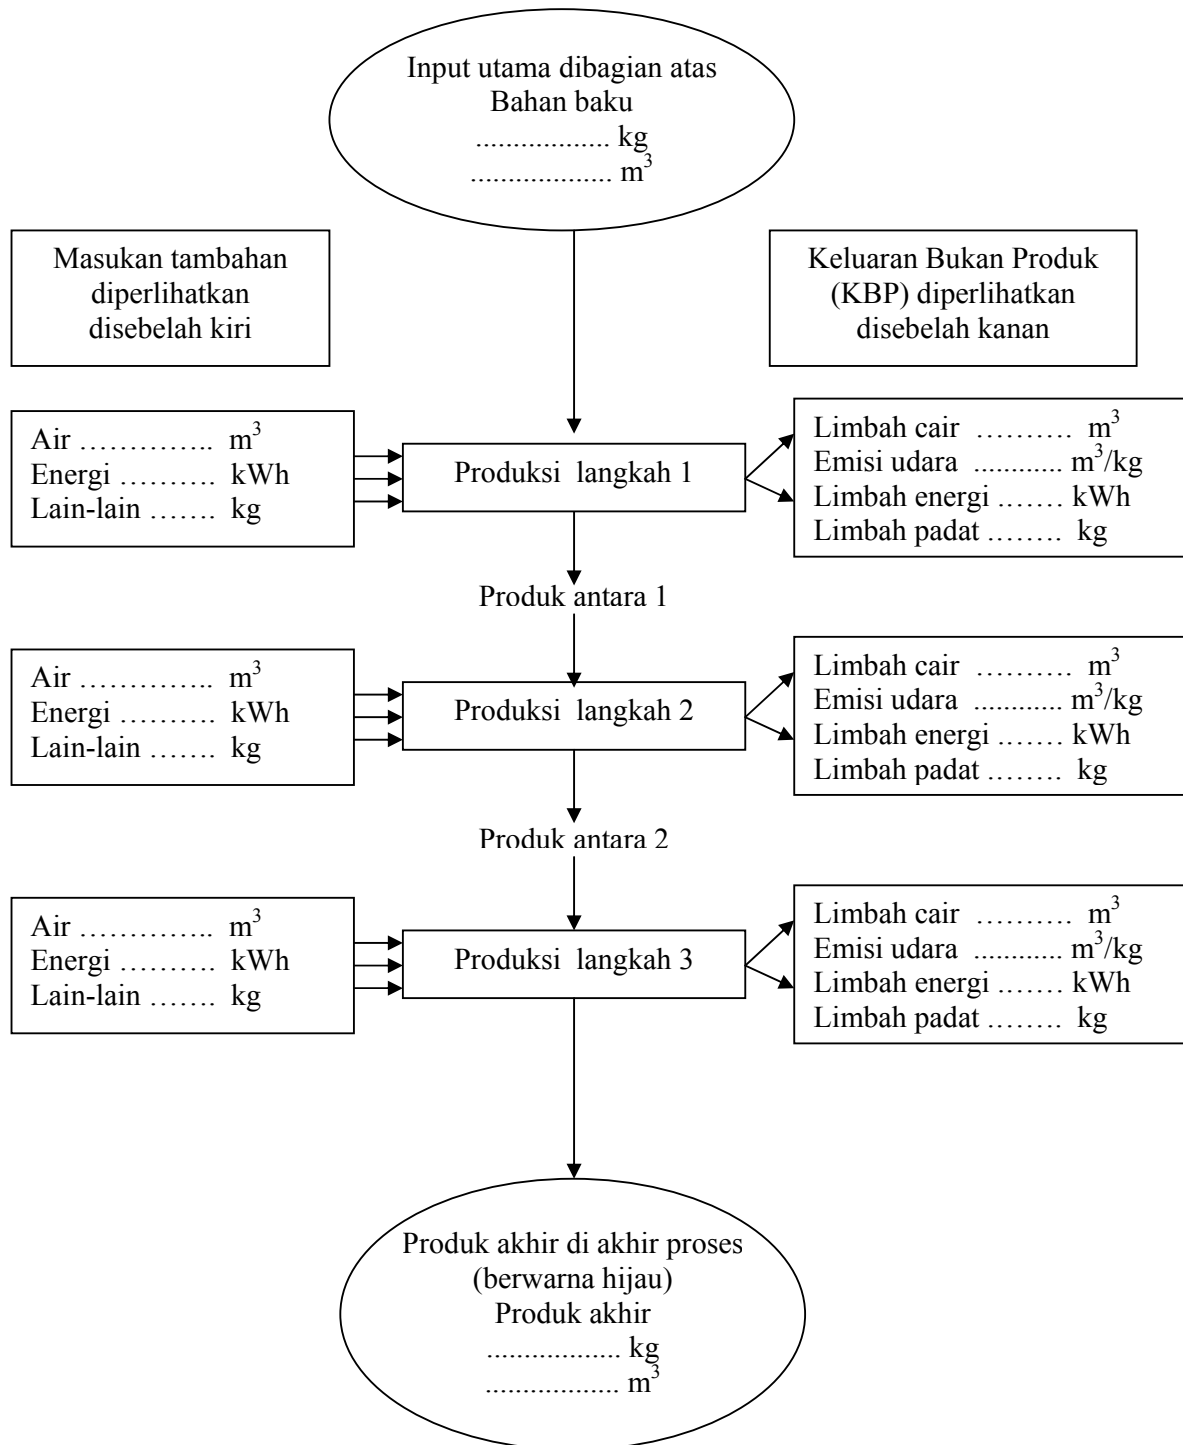 Input utama dibagian atas
Bahan baku
.................. kg
................... m³
Masukan tambahan
diperlihatkan
disebelah kiri
Keluaran Bukan Produk
(KBP) diperlihatkan
disebelah kanan
Air ………….. m³
Energi ………. kWh
Lain-lain ……. kg
Produksi langkah 1
Limbah cair ………. m³
Emisi udara ............ m³/kg
Limbah energi ……. kWh
Limbah padat …….. kg
Produk antara 1
Air ………….. m³
Energi ………. kWh
Lain-lain ……. kg
Produksi langkah 2
Limbah cair ………. m³
Emisi udara ............ m³/kg
Limbah energi ……. kWh
Limbah padat …….. kg
Produk antara 2
Air ………….. m³
Energi ………. kWh
Lain-lain ……. kg
Produksi langkah 3
Limbah cair ………. m³
Emisi udara ............ m³/kg
Limbah energi ……. kWh
Limbah padat …….. kg
Produk akhir di akhir proses
(berwarna hijau)
Produk akhir
.................. kg
.................. m³